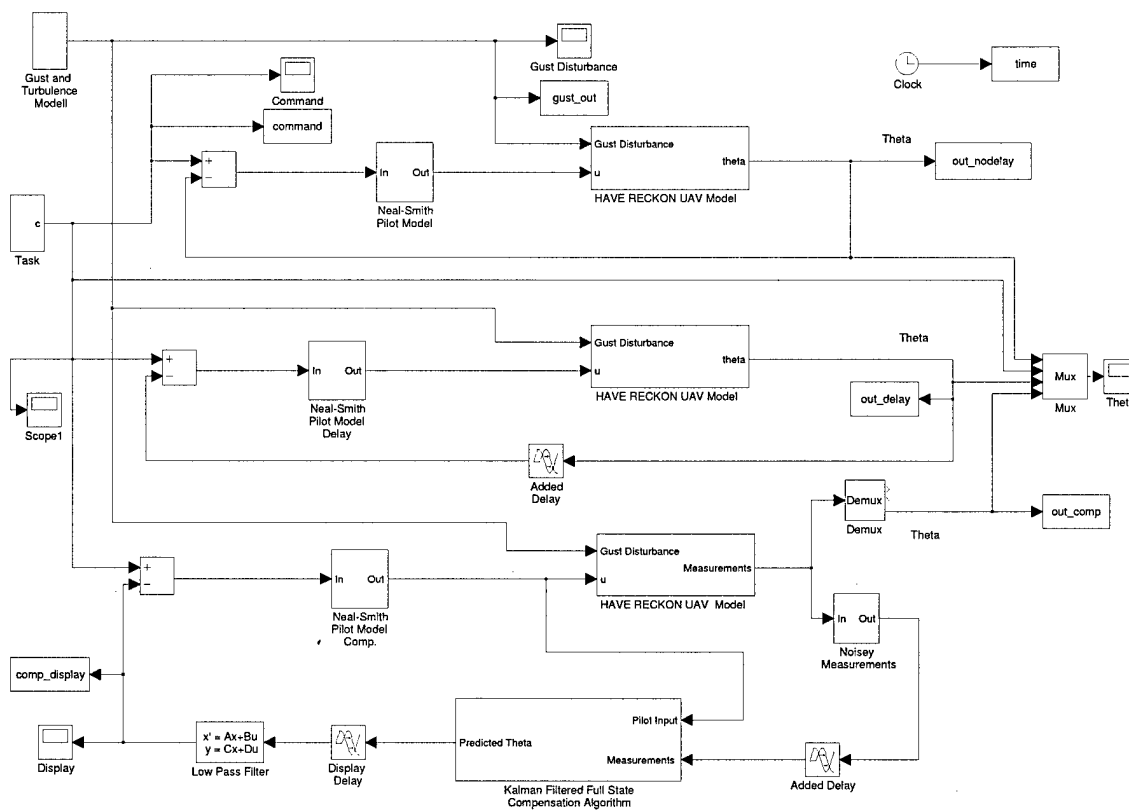 Gust and
Turbulence
Modell
Gust Disturbance
gust_out
Command
command
Clock
time
+
−
In Out
Neal-Smith
Pilot Model
Gust Disturbance
theta
u
HAVE RECKON UAV Model
Theta
out_nodelay
c
Task
Scope1
+
−
In Out
Neal-Smith
Pilot Model
Delay
Gust Disturbance
theta
u
HAVE RECKON UAV Model
Theta
out_delay
Mux
Mux
Added
Delay
Demux
Demux
Theta
out_comp
+
−
In Out
Neal-Smith
Pilot Model
Comp.
Gust Disturbance
Measurements
u
HAVE RECKON UAV Model
In Out
Noisey
Measurements
comp_display
Display
x' = Ax+Bu
y = Cx+Du
Low Pass Filter
Display
Delay
Pilot Input
Predicted Theta
Measurements
Kalman Filtered Full State
Compensation Algorithm
Added Delay